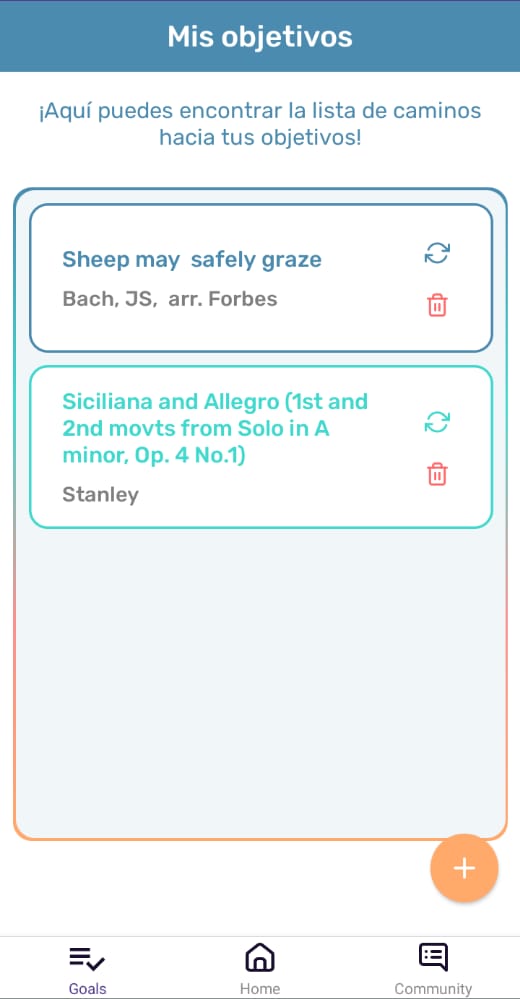 Mis objetivos
¡Aquí puedes encontrar la lista de caminos
hacia tus objetivos!
Sheep may  safely graze
Bach, JS,  arr. Forbes
Siciliana and Allegro (1st and
2nd movts from Solo in A
minor, Op. 4 No.1)
Stanley
Goals
Home
Community